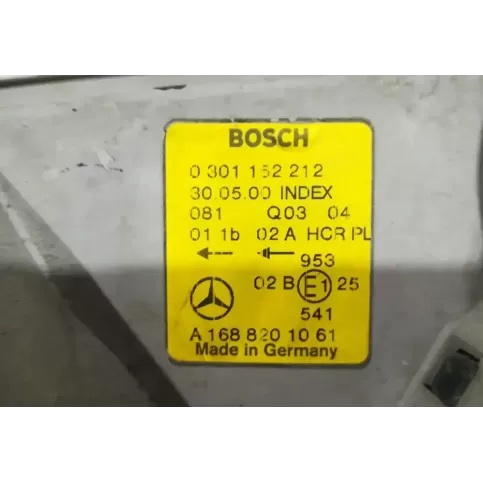 BOSCH
0 301 152 212
30.05.00 INDEX
081 Q03 04
01 1b 02 A HCR PL
953
02 B E1 25
541
A 168 820 10 61
Made in Germany